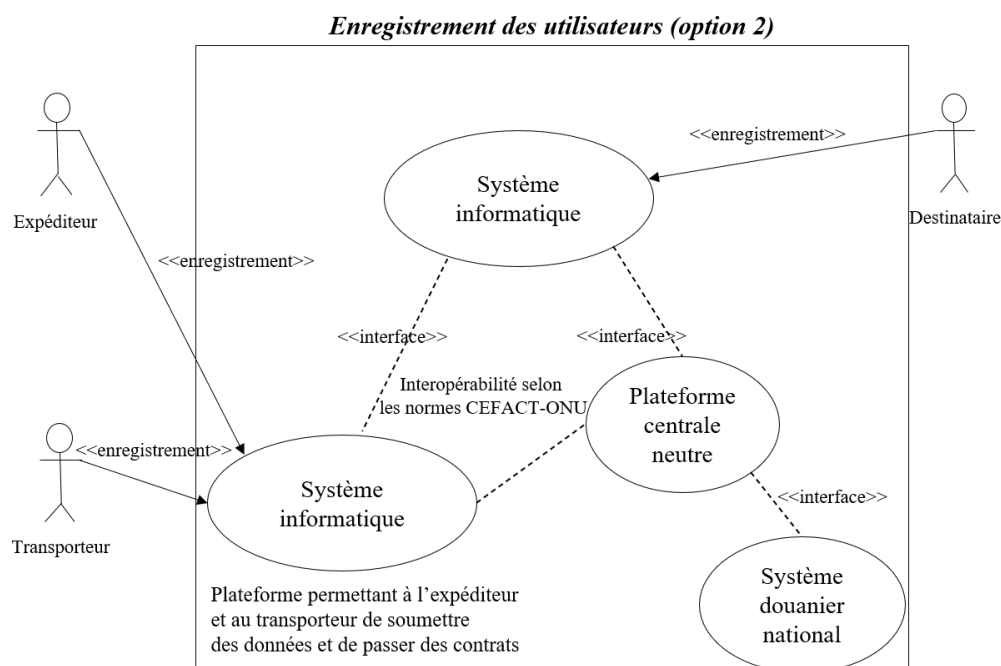 Enregistrement des utilisateurs (option 2)
<<enregistrement>>
Système
informatique
Expéditeur
Destinataire
<<enregistrement>>
<<interface>>
<<interface>>
Interopérabilité selon
les normes CEFACT-ONU
Plateforme
centrale
neutre
<<enregistrement>>
Système
informatique
<<interface>>
Transporteur
Système
douanier
national
Plateforme permettant à l’expéditeur
et au transporteur de soumettre
des données et de passer des contrats